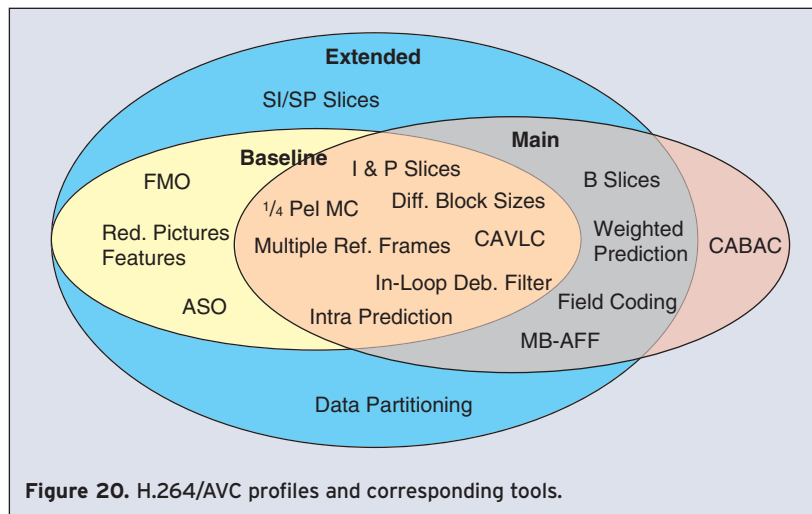 Extended
SI/SP Slices
Main
Baseline
I & P Slices
FMO
B Slices
1/4 Pel MC
Diff. Block Sizes
Red. Pictures
Features
Multiple Ref. Frames
CAVLC
Weighted
Prediction
CABAC
In-Loop Deb. Filter
ASO
Intra Prediction
Field Coding
MB-AFF
Data Partitioning
Figure 20. H.264/AVC profiles and corresponding tools.